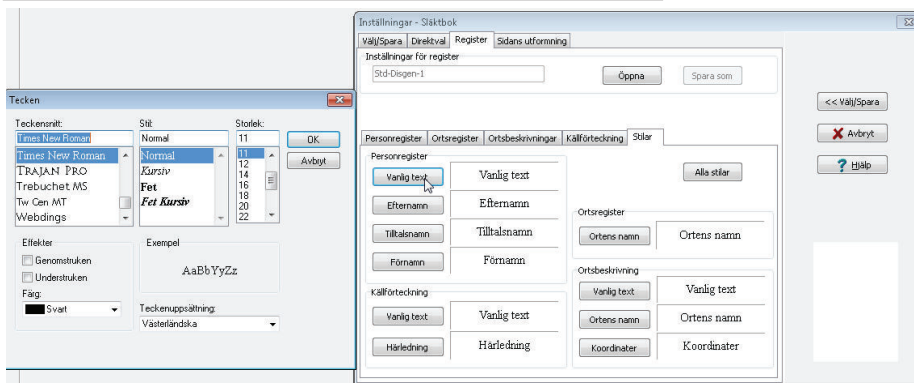 Inställningar - Släktbok
Välj/Spara Direktval Register Sidans utformning
Inställningar för register
Std-Disgen-1
Öppna
Spara som
<< Välj/Spara
Avbryt
Hjälp
Personregister Ortsregister Ortsbeskrivningar Källförteckning Stilar
Personregister
Vanlig text Vanlig text
Efternamn Efternamn
Tilltalsnamn Tilltalsnamn
Förnamn Förnamn
Källförteckning
Vanlig text Vanlig text
Härledning Härledning
Alla stilar
Ortsregister
Ortens namn Ortens namn
Ortsbeskrivning
Vanlig text Vanlig text
Ortens namn Ortens namn
Koordinater Koordinater
Tecken
Teckensnitt: Stil: Storlek:
Times New Roman Normal 11 OK
Times New Roman Normal 11 Avbryt
TRAJAN PRO Kursiv 12
Trebuchet MS Fet 14
Tw Cen MT Fet Kursiv 16
Webdings 18
20
22
Effekter
Genomstruken
Understruken
Färg:
Svart
Exempel
AaBbYyZz
Teckenuppsättning:
Västerländska